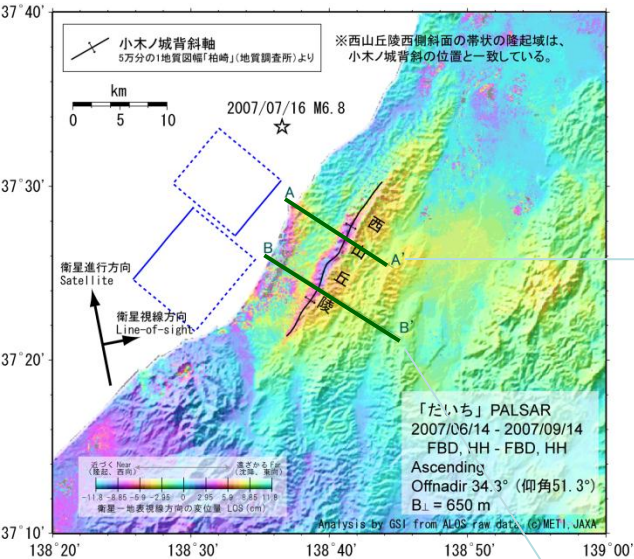 37°40'
小木ノ城背斜軸
5万分の1地質図幅「柏崎」(地質調査所)より
※西山丘陵西側斜面の帯状の隆起域は、
小木ノ城背斜の位置と一致している。
km
0 5 10
2007/07/16 M6.8
37°30'
A
西
山
丘
陵
A'
B
B'
衛星進行方向
Satellite
衛星視線方向
Line-of-sight
37°20'
「だいち」PALSAR
2007/06/14 - 2007/09/14
FBD, HH - FBD, HH
Ascending
Offnadir 34.3° (仰角51.3°)
B⊥ = 650 m
近づく Near
(隆起、西向)
遠ざかる Far
(沈降、東向)
-11.8 -8.85 -5.9 -2.95 0 2.95 5.9 8.85 11.8
衛星-地表視線方向の変位量 LOS(cm)
Analysis by GSI from ALOS raw data (c)METI,JAXA
37°10'
138°20' 138°30' 138°40' 138°50' 139°00'